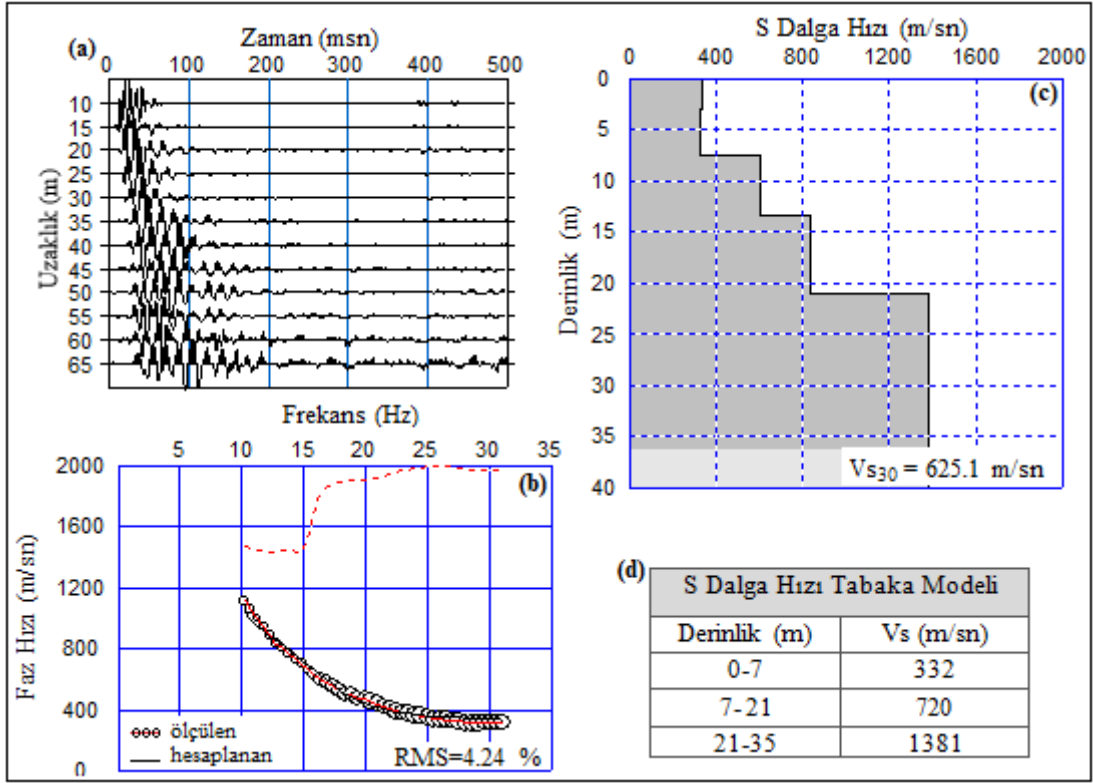 (a)
Zaman (msn)
0 100 200 300 400 500
Uzaklık (m)
10
15
20
25
30
35
40
45
50
55
60
65
Frekans (Hz)
5 10 15 20 25 30 35
(b)
Faz Hızı (m/sn)
2000
1600
1200
800
400
0
ölçülen
hesaplanan
RMS=4.24 %
S Dalga Hızı (m/sn)
0 400 800 1200 1600 2000
(c)
Derinlik (m)
0
5
10
15
20
25
30
35
40
Vs30 = 625.1 m/sn
(d)
S Dalga Hızı Tabaka Modeli
Derinlik (m) Vs (m/sn)
0-7 332
7-21 720
21-35 1381